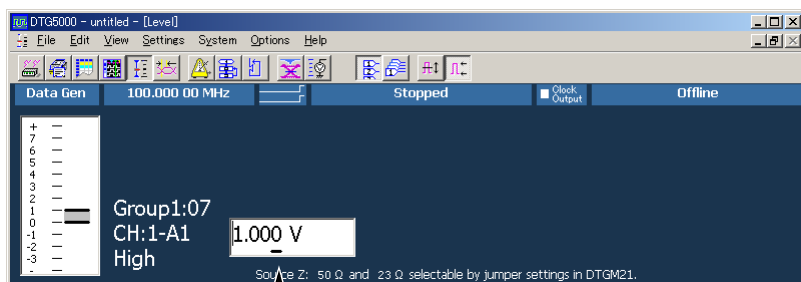 DTG5000 - untitled - [Level]
File Edit View Settings System Options Help
Data Gen 100.000 00 MHz Stopped Clock Output Offline
+
7
6
5
4
3
2
1
0
-1
-2
-3
-
Group1:07
CH:1-A1 1.000 V
High
Source Z: 50 Ω and 23 Ω selectable by jumper settings in DTGM21.